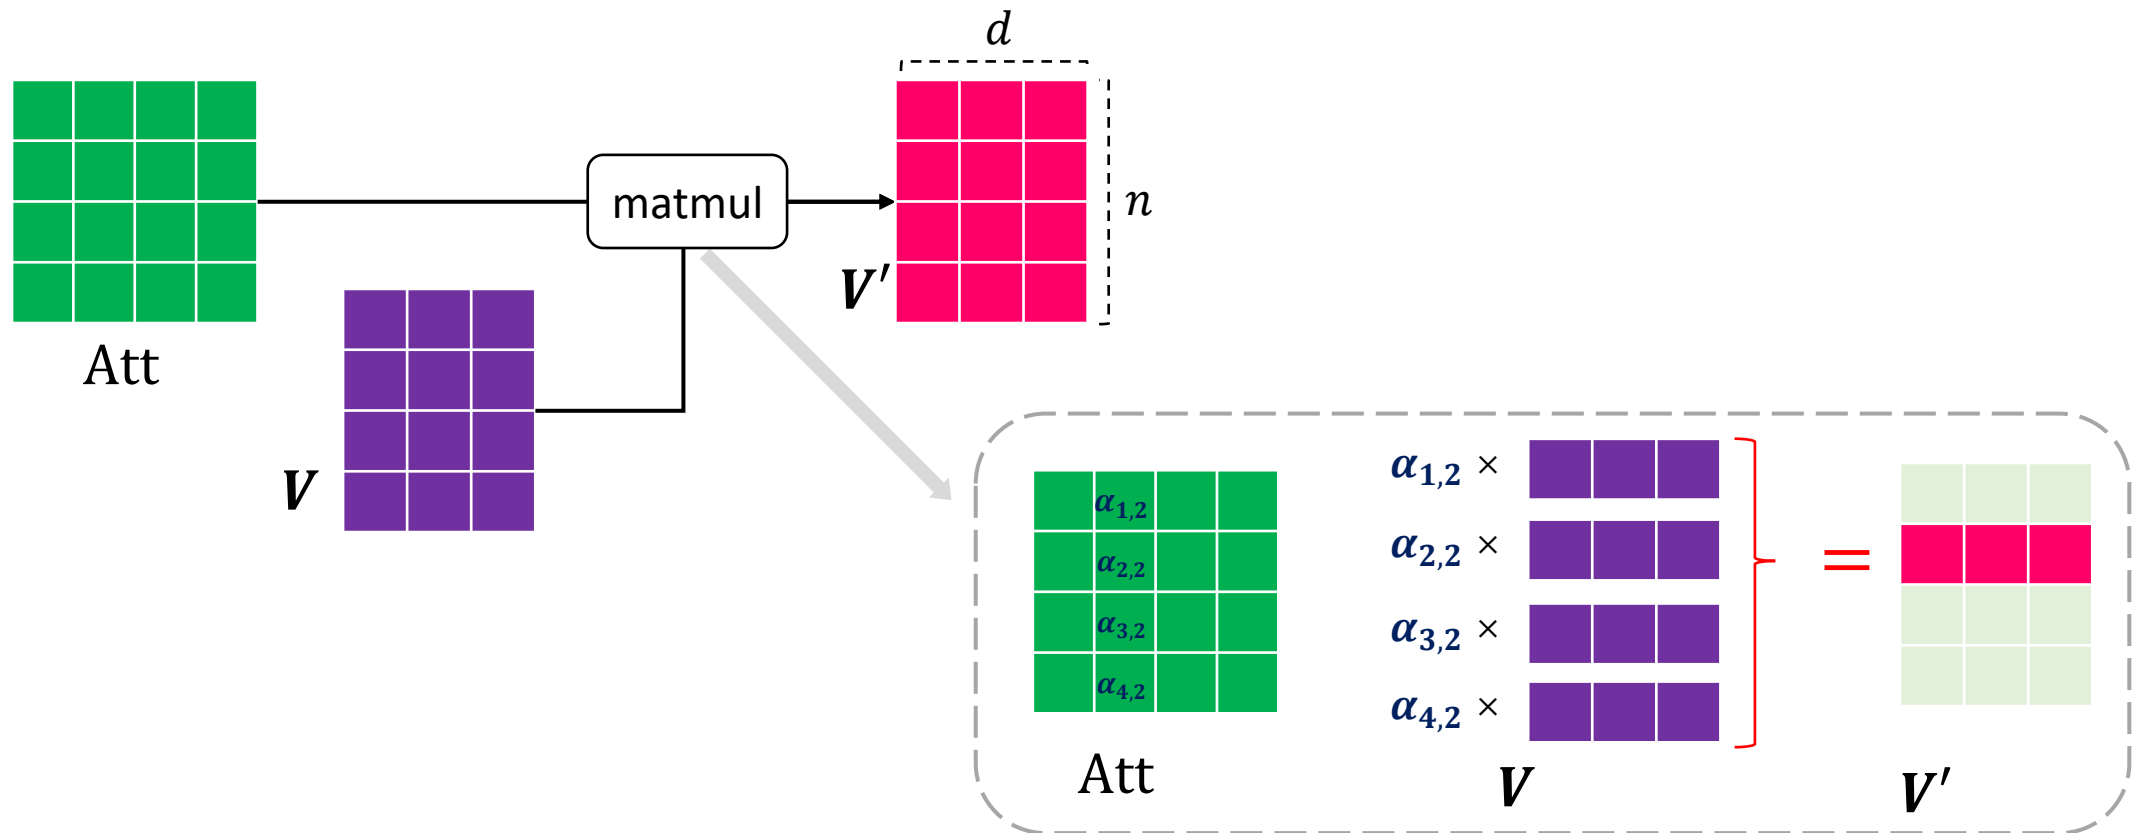 d
matmul
n
V′
Att
V
α1,2
α2,2
α3,2
α4,2
Att
α1,2 ×
α2,2 ×
α3,2 ×
α4,2 ×
V
=
V′